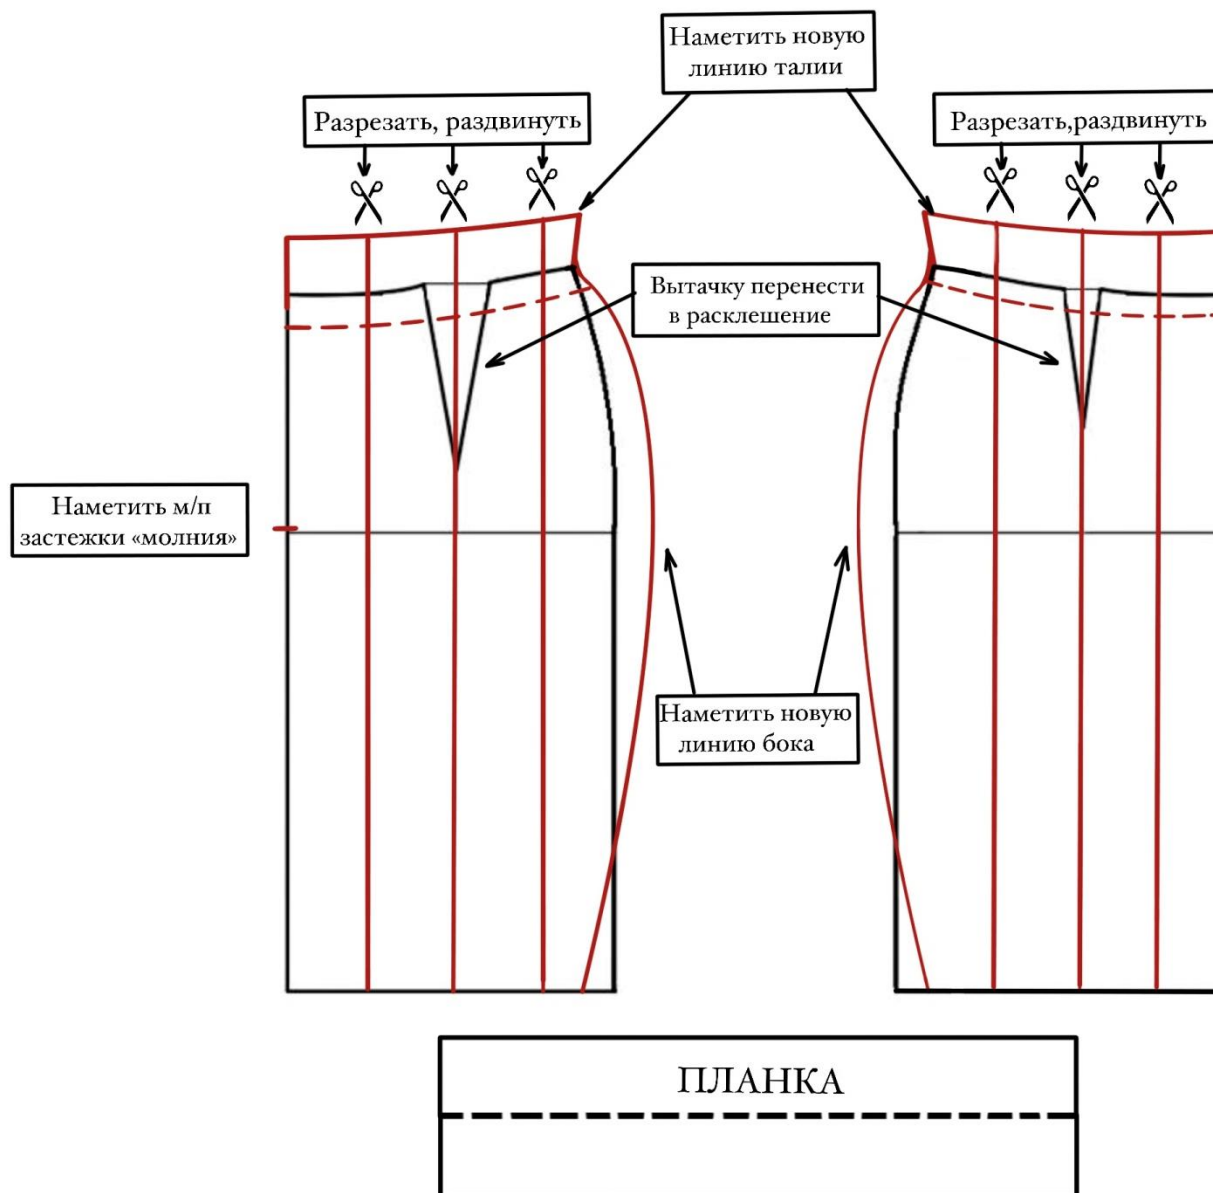 Наметить новую
линию талии
Разрезать, раздвинуть
Разрезать,раздвинуть
Вытачку перенести
в расклешение
Наметить м/п
застежки «молния»
Наметить новую
линию бока
ПЛАНКА